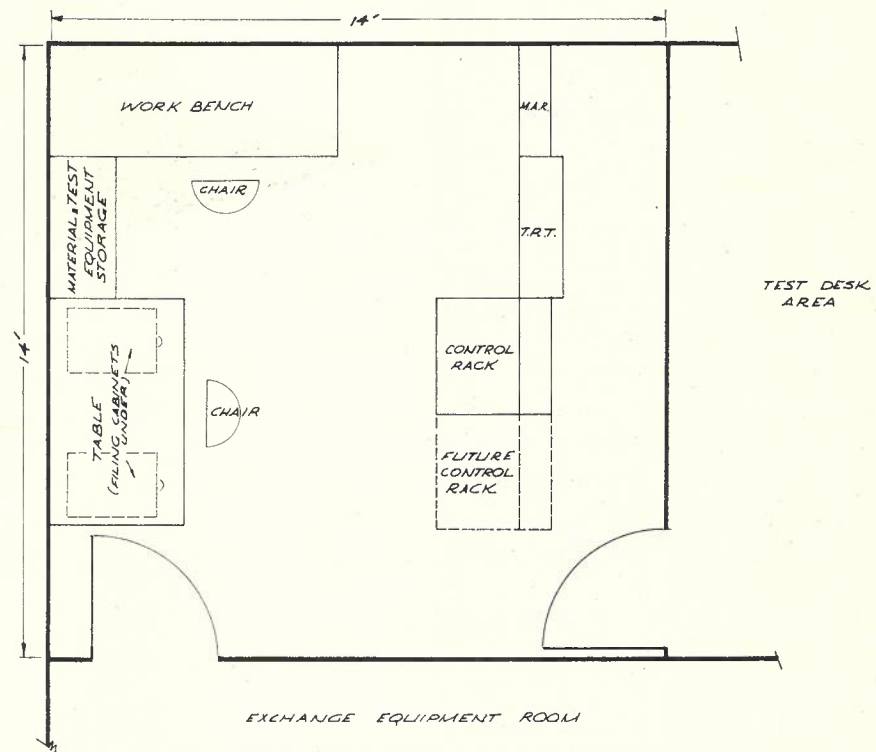 14'
WORK BENCH
M.A.R.
CHAIR
MATERIAL & TEST
EQUIPMENT
STORAGE
T.R.T.
TEST DESK
AREA
14'
CONTROL
RACK
TABLE
(FILING CABINETS
UNDER)
CHAIR
FUTURE
CONTROL
RACK
EXCHANGE EQUIPMENT ROOM